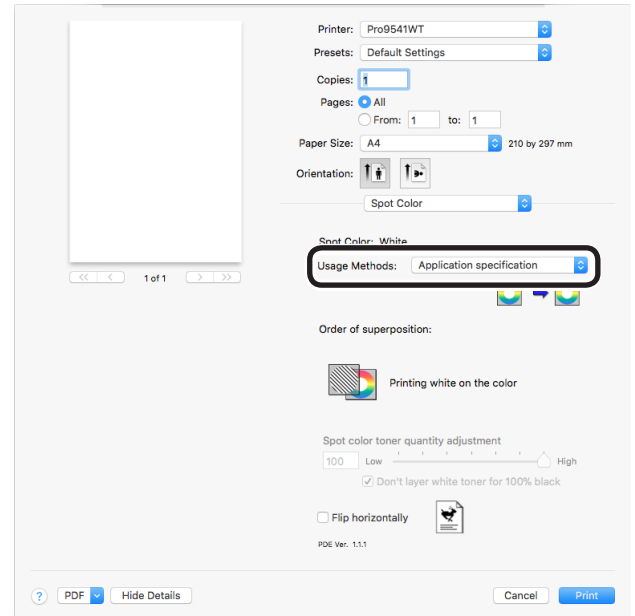 Printer: Pro9541WT
Presets: Default Settings
Copies: 1
Pages: All
From: 1 to: 1
Paper Size: A4 210 by 297 mm
Orientation:
Spot Color
Spot Color: White
Usage Methods: Application specification
<< < 1 of 1 > >>
Order of superposition:
Printing white on the color
Spot color toner quantity adjustment
100 Low High
Don't layer white toner for 100% black
Flip horizontally
PDE Ver. 1.1.1
? PDF Hide Details Cancel Print